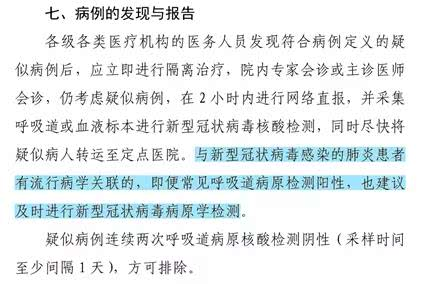 七、病例的发现与报告
各级各类医疗机构的医务人员发现符合病例定义的疑
似病例后，应立即进行隔离治疗，院内专家会诊或主诊医师
会诊，仍考虑疑似病例，在 2 小时内进行网络直报，并采集
呼吸道或血液标本进行新型冠状病毒核酸检测，同时尽快将
疑似病人转运至定点医院。与新型冠状病毒感染的肺炎患者
有流行病学关联的，即便常见呼吸道病原检测阳性，也建议
及时进行新型冠状病毒病原学检测。
疑似病例连续两次呼吸道病原核酸检测阴性（采样时间
至少间隔 1 天），方可排除。